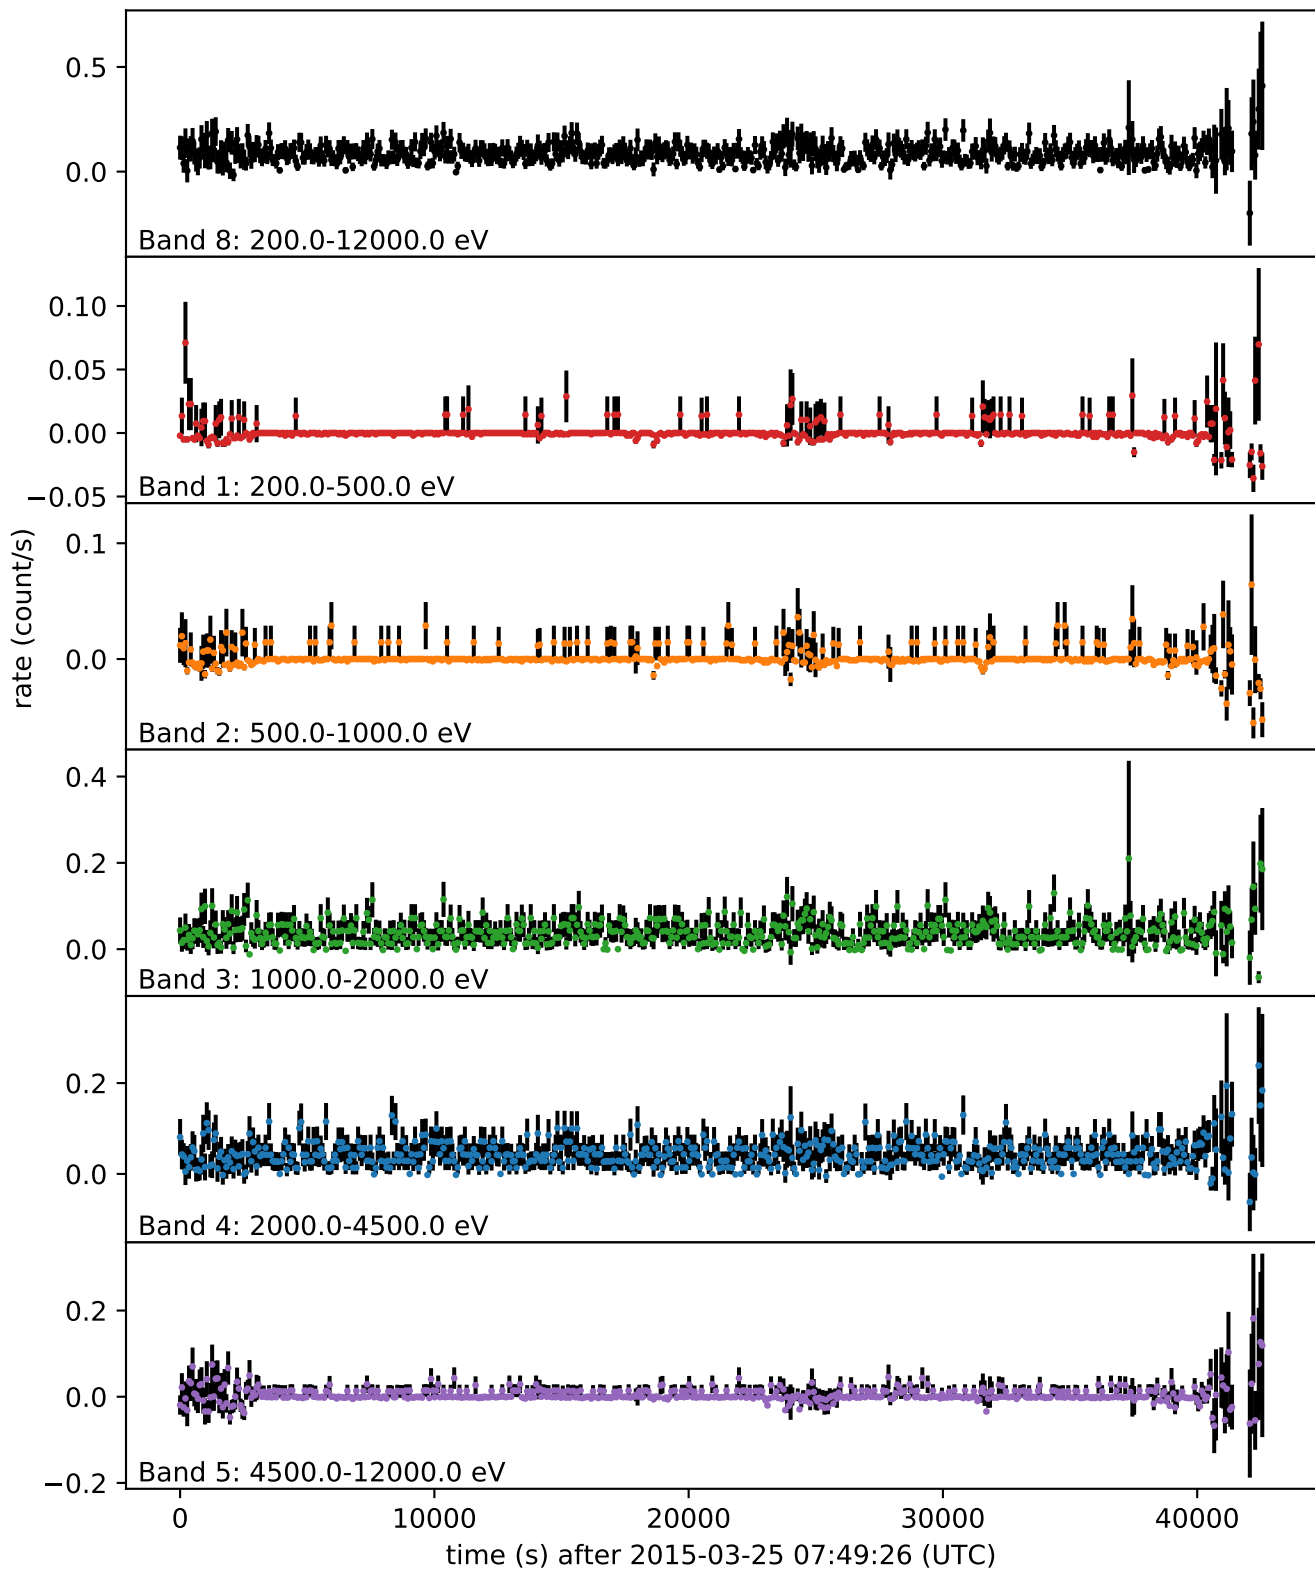 0.5
0.0
Band 8: 200.0-12000.0 eV
0.10
0.05
0.00
−0.05
Band 1: 200.0-500.0 eV
rate (count/s)
0.1
0.0
Band 2: 500.0-1000.0 eV
0.4
0.2
0.0
Band 3: 1000.0-2000.0 eV
0.2
0.0
Band 4: 2000.0-4500.0 eV
0.2
0.0
−0.2
Band 5: 4500.0-12000.0 eV
0 10000 20000 30000 40000
time (s) after 2015-03-25 07:49:26 (UTC)